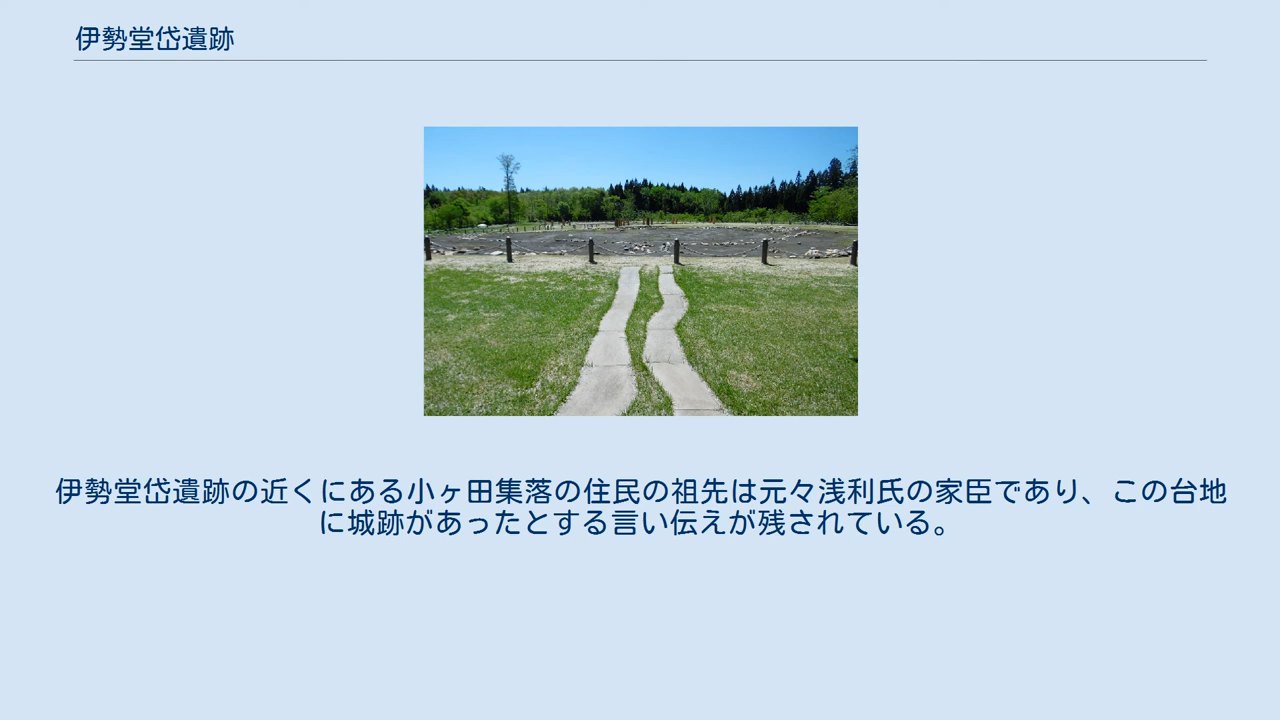 伊勢堂岱遺跡
伊勢堂岱遺跡の近くにある小ヶ田集落の住民の祖先は元々浅利氏の家臣であり、この台地
に城跡があったとする言い伝えが残されている。